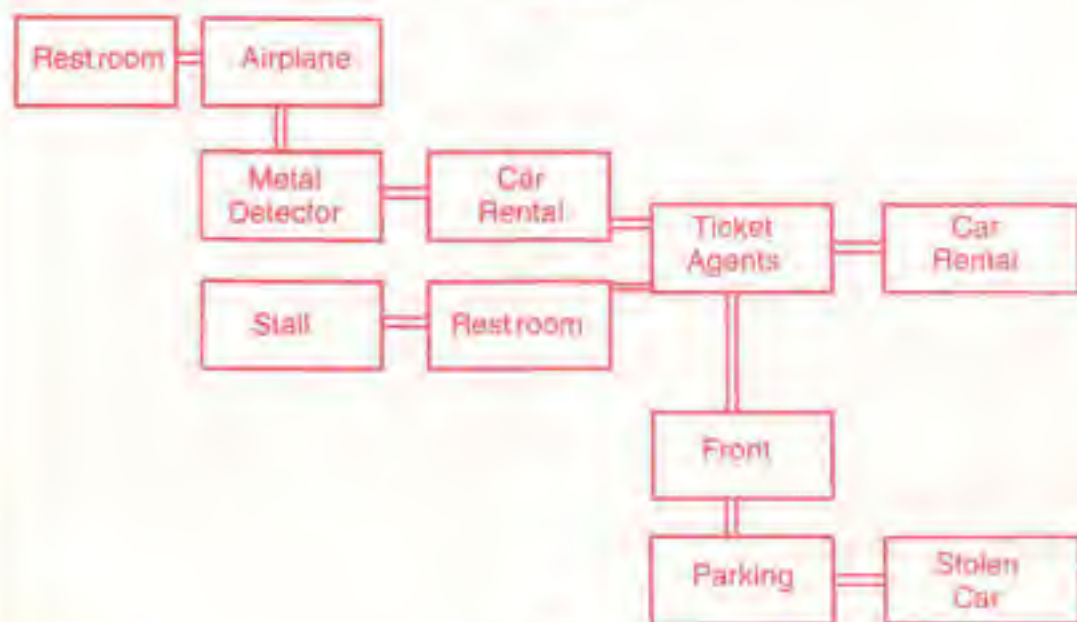 Restroom
Airplane
Metal
Detector
Car
Rental
Ticket
Agents
Car
Rental
Stall
Restroom
Front
Parking
Stolen
Car